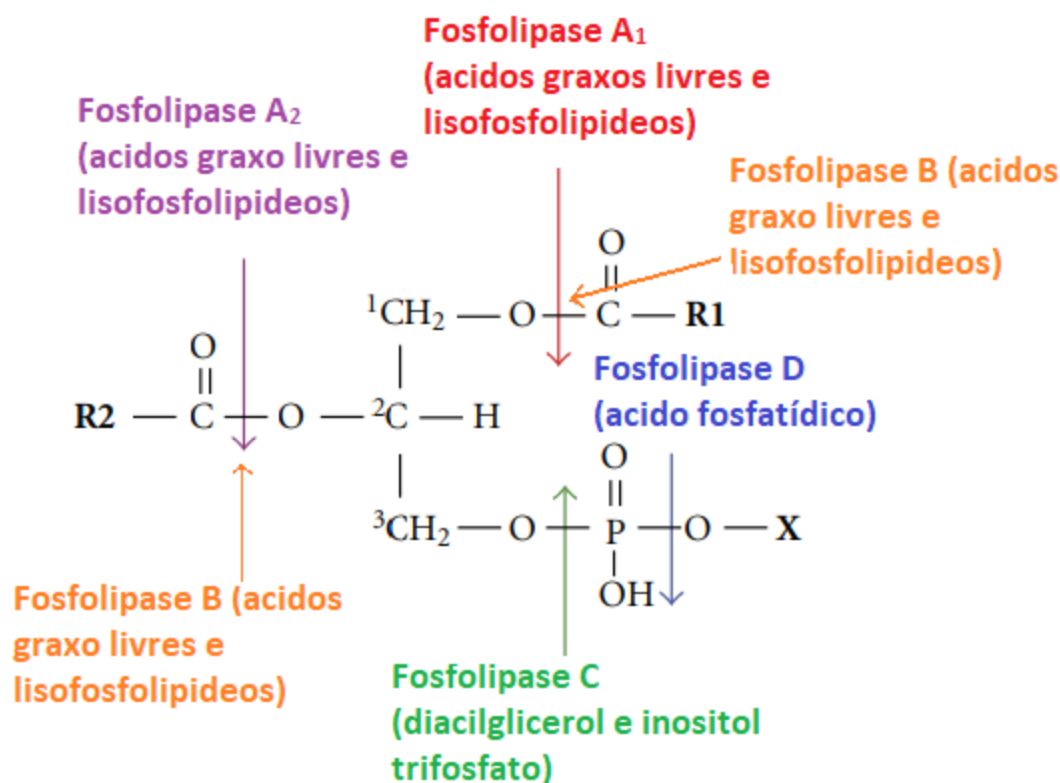 Fosfolipase A₁
(acidos graxos livres e
lisofosfolipideos)
Fosfolipase A₂
(acidos graxo livres e
lisofosfolipideos)
Fosfolipase B (acidos
graxo livres e
lisofosfolipideos)
O
¹CH₂ — O — C — R1
O
Fosfolipase D
(acido fosfatídico)
R2 — C — O — ²C — H
O
³CH₂ — O — P — O — X
OH
Fosfolipase B (acidos
graxo livres e
lisofosfolipideos)
Fosfolipase C
(diacilglicerol e inositol
trifosfato)